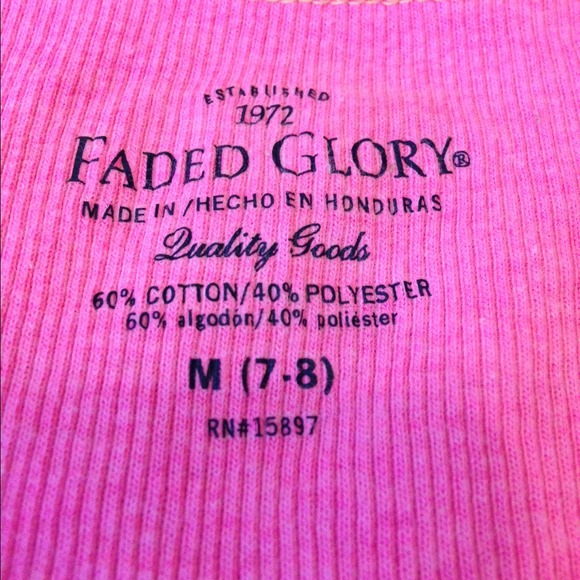 ESTABLISHED
1972
FADED GLORY®
MADE IN/HECHO EN HONDURAS
Quality Goods
60% COTTON/40% POLYESTER
60% algodón/40% poliéster
M (7-8)
RN#15897